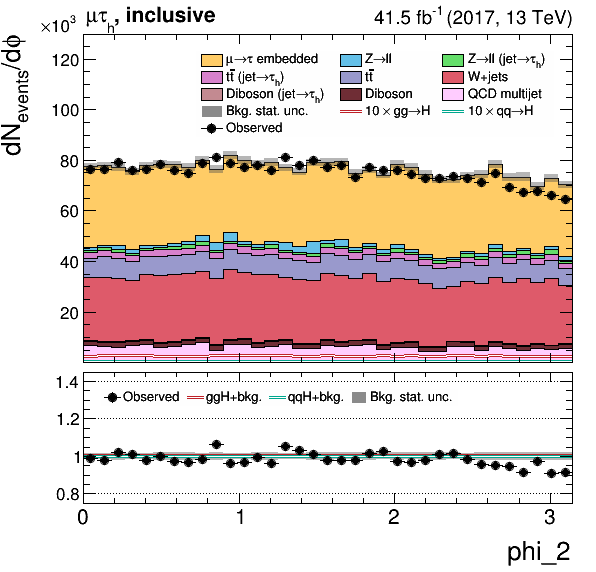 ×10³ μτh, inclusive 41.5 fb⁻¹ (2017, 13 TeV)
dNevents/dϕ
120
100
80
60
40
20
μ→τ embedded Z→ll Z→ll (jet→τh)
tt̄ (jet→τh) tt̄ W+jets
Diboson (jet→τh) Diboson QCD multijet
Bkg. stat. unc. 10 × gg→H 10 × qq→H
Observed
1.4
1.2
1
0.8
Observed ggH+bkg. qqH+bkg. Bkg. stat. unc.
0 1 2 3
phi_2